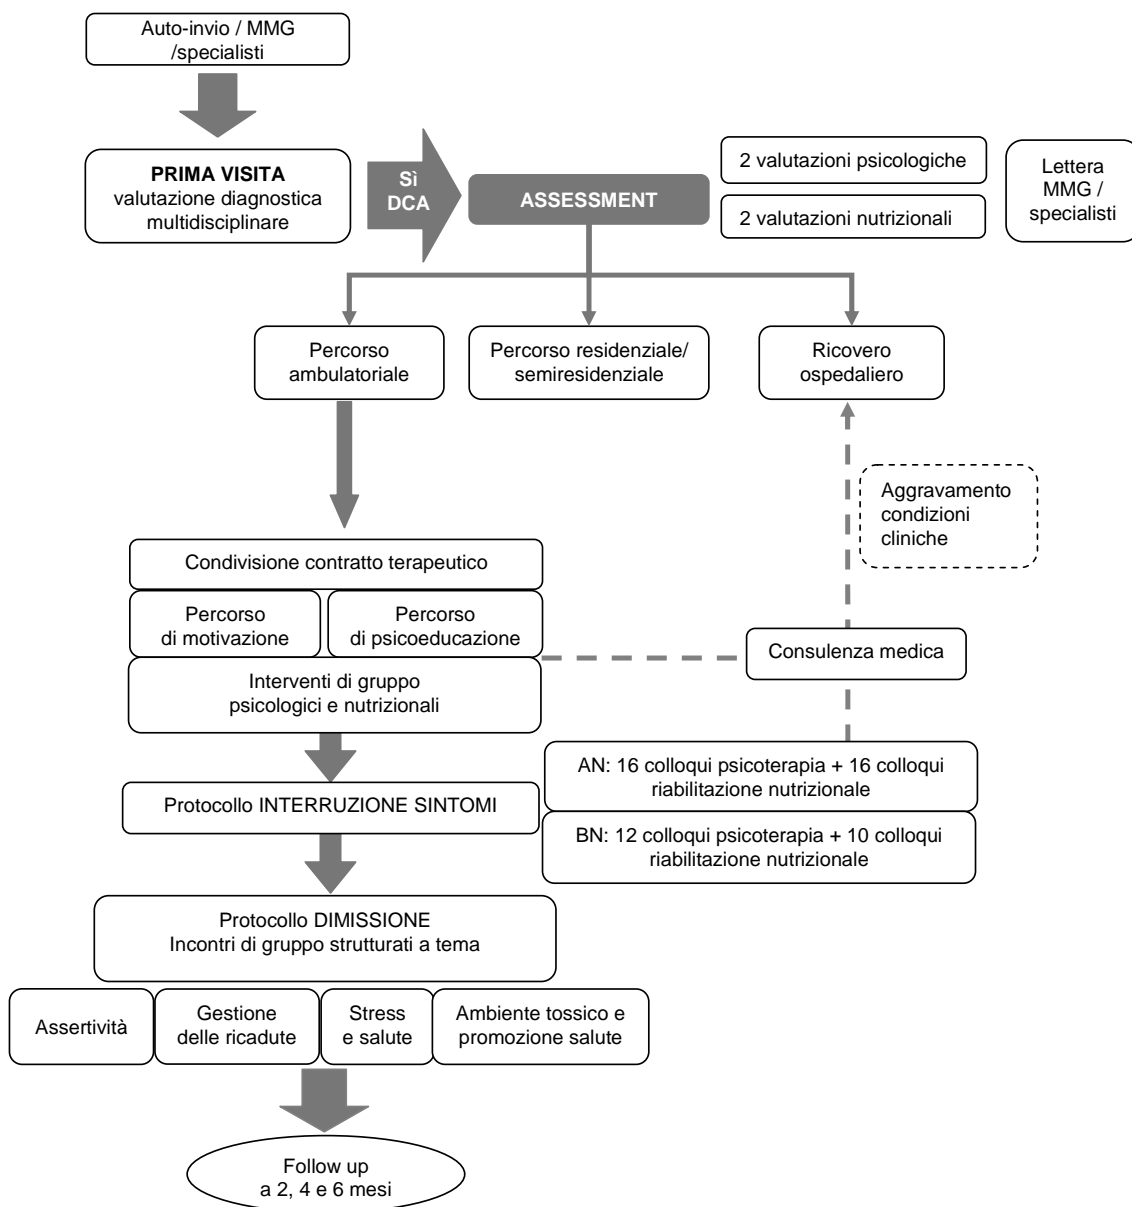 Auto-invio / MMG
/specialisti
PRIMA VISITA
valutazione diagnostica
multidisciplinare
Sì
DCA
ASSESSMENT
2 valutazioni psicologiche
2 valutazioni nutrizionali
Lettera
MMG /
specialisti
Percorso
ambulatoriale
Percorso residenziale/
semiresidenziale
Ricovero
ospedaliero
Aggravamento
condizioni
cliniche
Condivisione contratto terapeutico
Percorso
di motivazione
Percorso
di psicoeducazione
Interventi di gruppo
psicologici e nutrizionali
Consulenza medica
Protocollo INTERRUZIONE SINTOMI
AN: 16 colloqui psicoterapia + 16 colloqui
riabilitazione nutrizionale
BN: 12 colloqui psicoterapia + 10 colloqui
riabilitazione nutrizionale
Protocollo DIMISSIONE
Incontri di gruppo strutturati a tema
Assertività
Gestione
delle ricadute
Stress
e salute
Ambiente tossico e
promozione salute
Follow up
a 2, 4 e 6 mesi